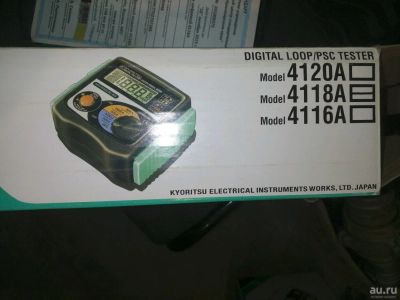 DIGITAL LOOP/PSC TESTER
Model 4120A
Model 4118A
Model 4116A
KYORITSU ELECTRICAL INSTRUMENTS WORKS, LTD. JAPAN
au.ru